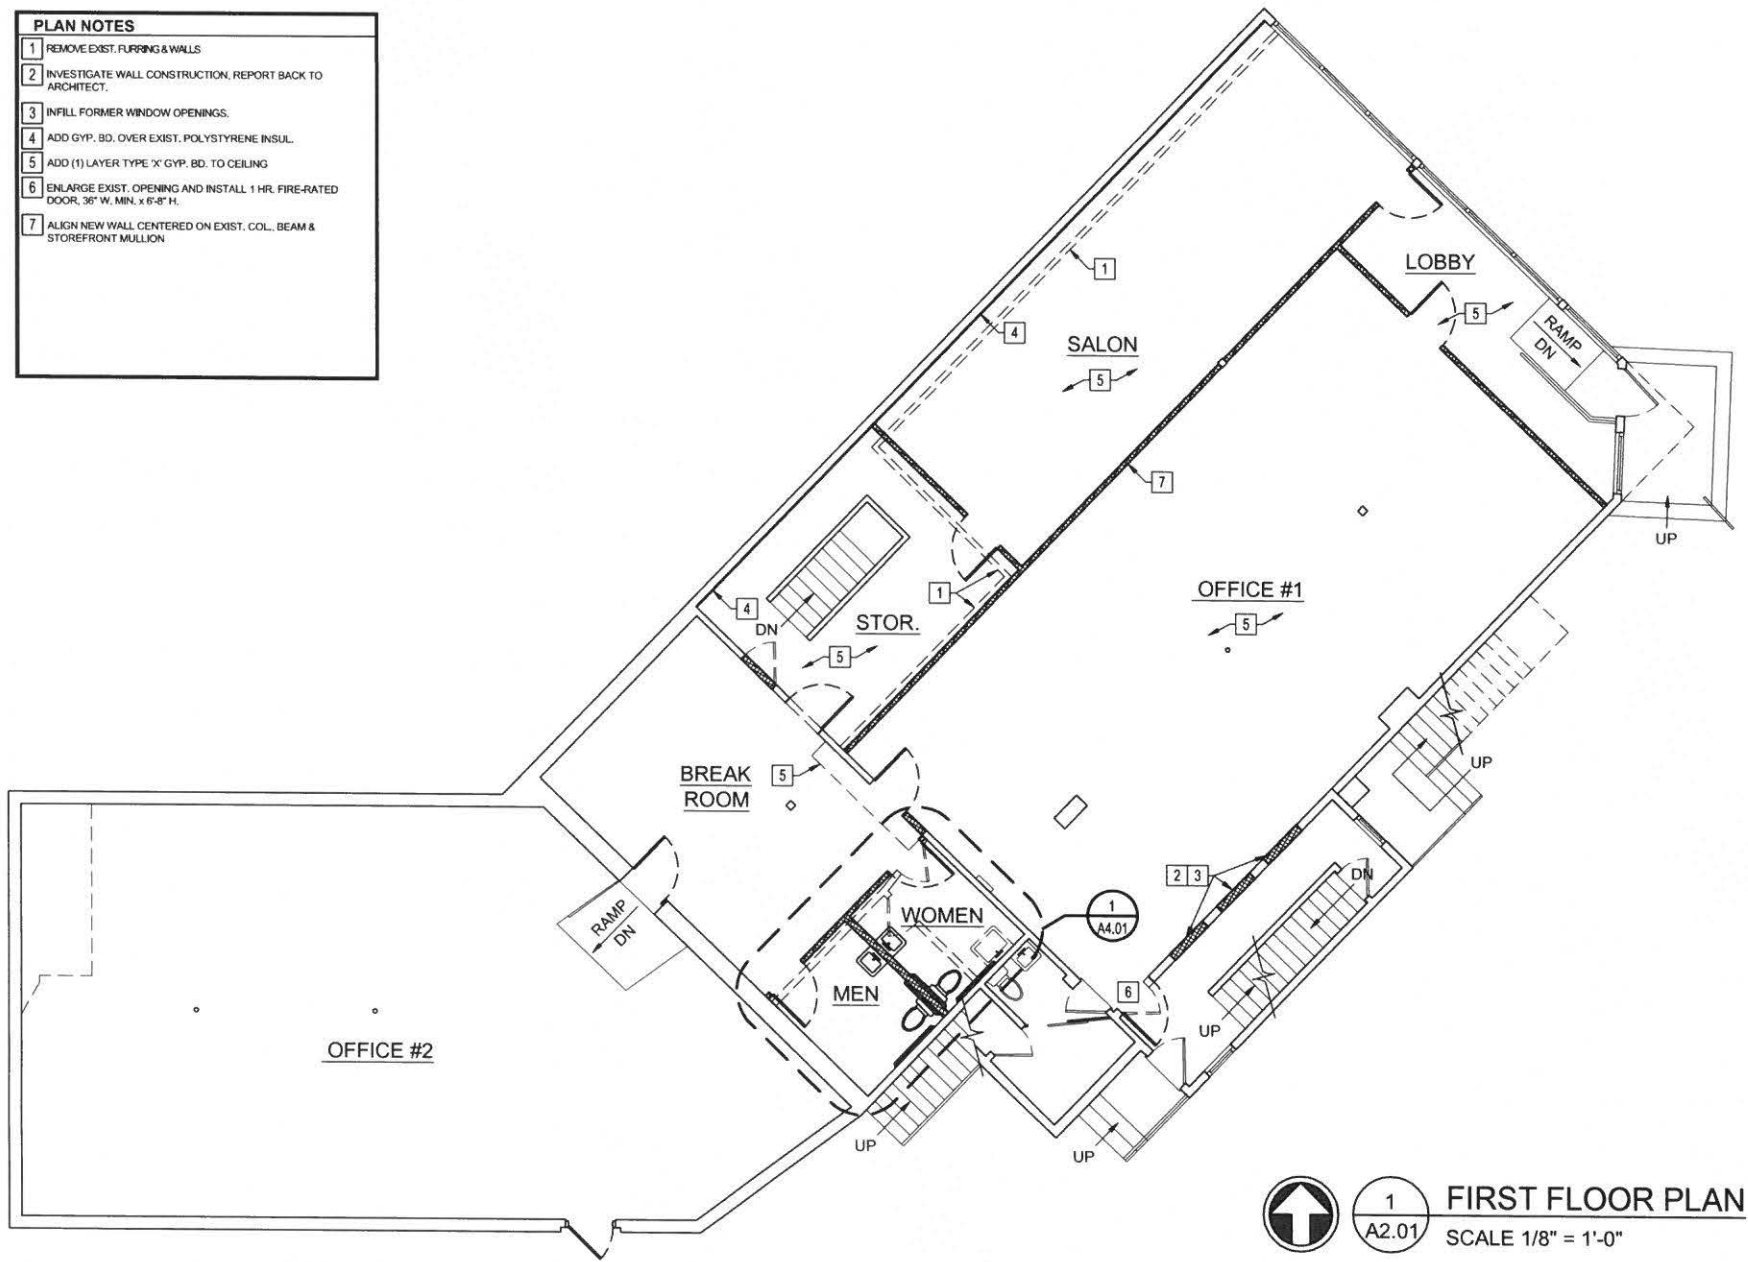 PLAN NOTES
1 REMOVE EXIST. FURRING & WALLS
2 INVESTIGATE WALL CONSTRUCTION, REPORT BACK TO
ARCHITECT.
3 INFILL FORMER WINDOW OPENINGS.
4 ADD GYP. BD. OVER EXIST. POLYSTYRENE INSUL.
5 ADD (1) LAYER TYPE 'X' GYP. BD. TO CEILING
6 ENLARGE EXIST. OPENING AND INSTALL 1 HR. FIRE-RATED
DOOR, 36" W. MIN. x 6'-8" H.
7 ALIGN NEW WALL CENTERED ON EXIST. COL., BEAM &
STOREFRONT MULLION
LOBBY
1
5
RAMP
DN
4
SALON
5
7
UP
OFFICE #1
1
4
DN
STOR.
5
5
UP
BREAK
ROOM
5
2 3
DN
RAMP
DN
WOMEN
1
A4.01
MEN
6
UP
OFFICE #2
UP
UP
1
A2.01
FIRST FLOOR PLAN
SCALE 1/8" = 1'-0"